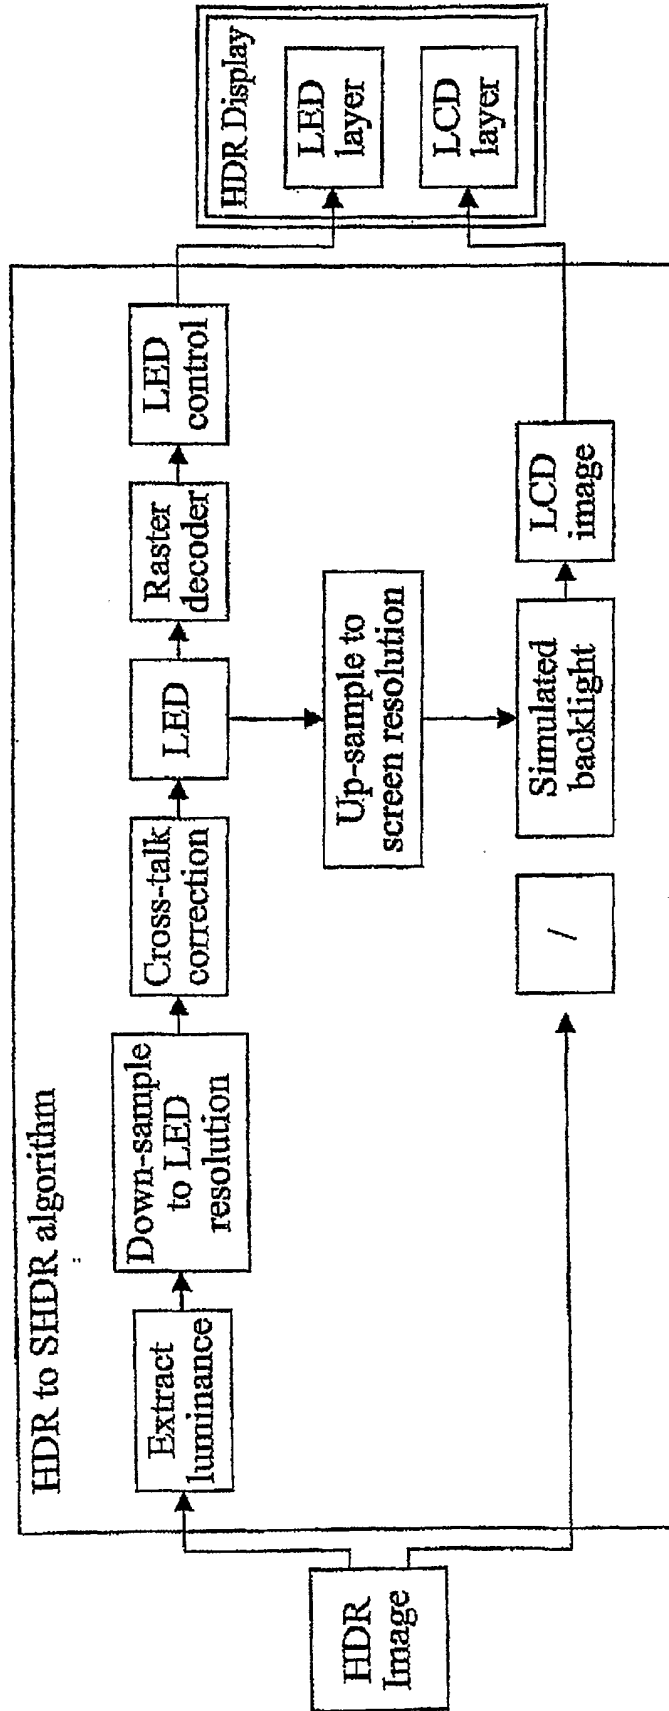 HDR to SHDR algorithm
HDR
Image
Extract
luminance
Down-sample
to LED
resolution
Cross-talk
correction
LED
Raster
decoder
LED
control
HDR Display
LED
layer
LCD
layer
Up-sample to
screen resolution
/
Simulated
backlight
LCD
image